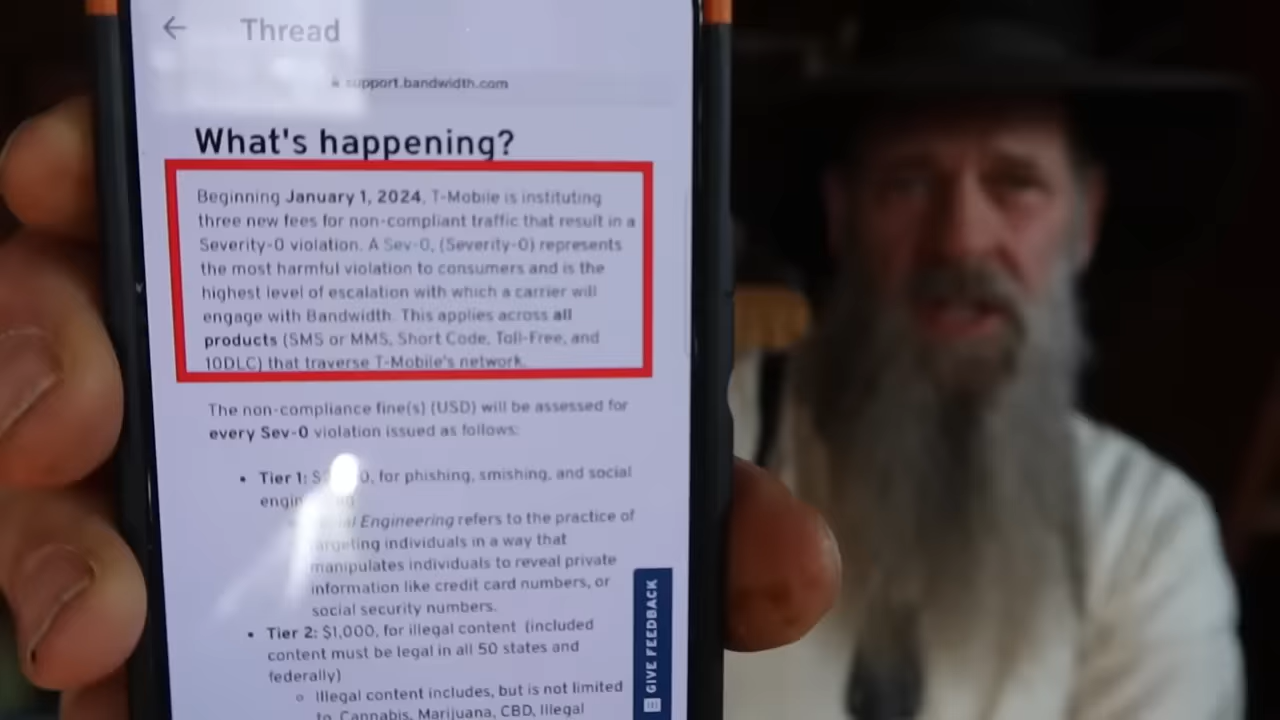 Thread
support.bandwidth.com
What's happening?
Beginning January 1, 2024, T-Mobile is instituting
three new fees for non-compliant traffic that result in a
Severity-0 violation. A Sev-0, (Severity-0) represents
the most harmful violation to consumers and is the
highest level of escalation with which a carrier will
engage with Bandwidth. This applies across all
products (SMS or MMS, Short Code, Toll-Free, and
10DLC) that traverse T-Mobile's network.
The non-compliance fine(s) (USD) will be assessed for
every Sev-0 violation issued as follows:
• Tier 1: for phishing, smishing, and social
Engineering refers to the practice of
targeting individuals in a way that
manipulates individuals to reveal private
information like credit card numbers, or
social security numbers.
• Tier 2: $1,000, for illegal content (included
content must be legal in all 50 states and
federally)
Illegal content includes, but is not limited
to, Cannabis, Marijuana, CBD, Illegal
GIVE FEEDBACK